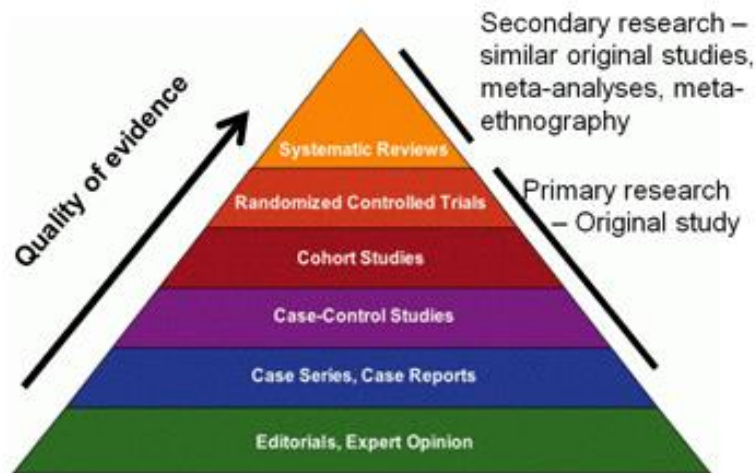 Secondary research –
similar original studies,
meta-analyses, meta-
ethnography
Quality of evidence
Systematic Reviews
Primary research
– Original study
Randomized Controlled Trials
Cohort Studies
Case-Control Studies
Case Series, Case Reports
Editorials, Expert Opinion